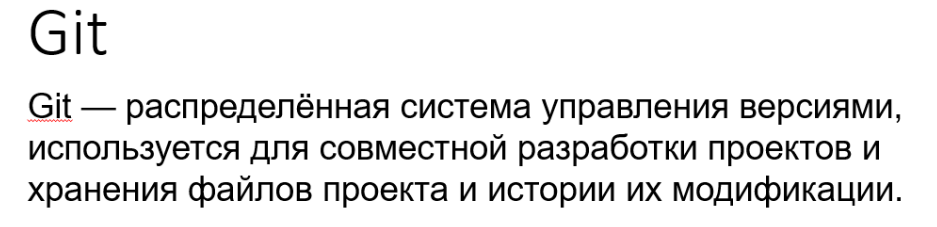 Git
Git — распределённая система управления версиями,
используется для совместной разработки проектов и
хранения файлов проекта и истории их модификации.